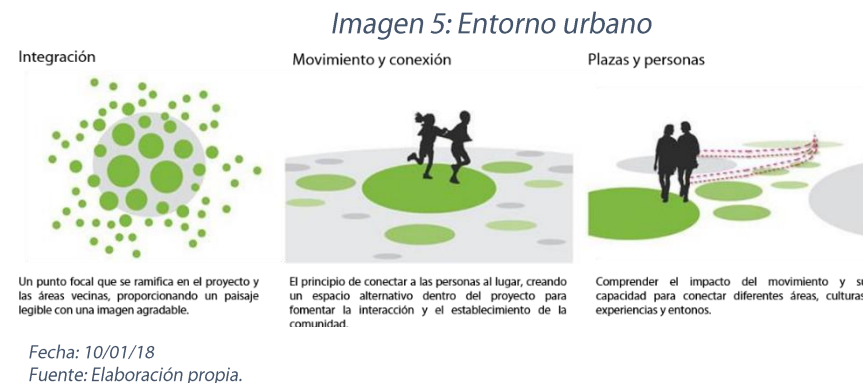 Imagen 5: Entorno urbano
Integración
Movimiento y conexión
Plazas y personas
Un punto focal que se ramifica en el proyecto y
las áreas vecinas, proporcionando un paisaje
legible con una imagen agradable.
El principio de conectar a las personas al lugar, creando
un espacio alternativo dentro del proyecto para
fomentar la interacción y el establecimiento de la
comunidad.
Comprender el impacto del movimiento y su
capacidad para conectar diferentes áreas, culturas
experiencias y entonos.
Fecha: 10/01/18
Fuente: Elaboración propia.